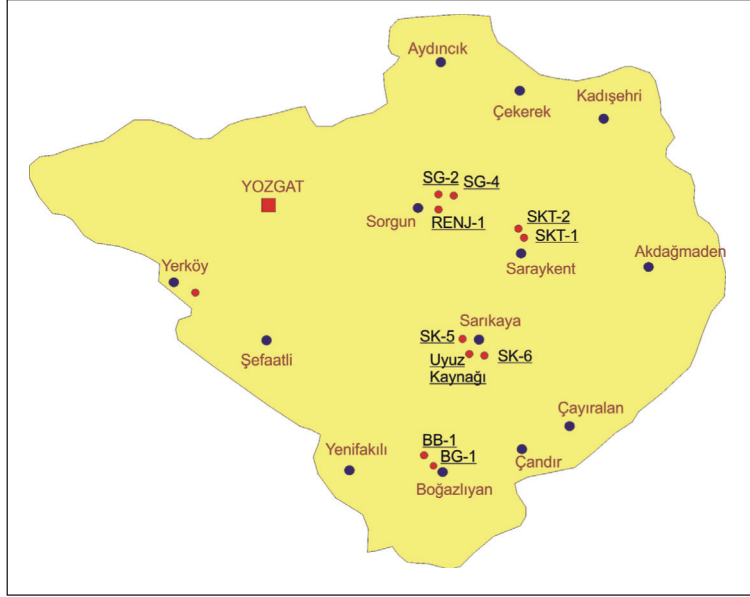 Aydıncık
Çekerek
Kadışehri
YOZGAT
SG-2
SG-4
Sorgun
RENJ-1
SKT-2
SKT-1
Saraykent
Akdağmaden
Yerköy
Şefaatli
Sarıkaya
SK-5
Uyuz
Kaynağı
SK-6
Çayıralan
Yenifakılı
BB-1
BG-1
Boğazlıyan
Çandır